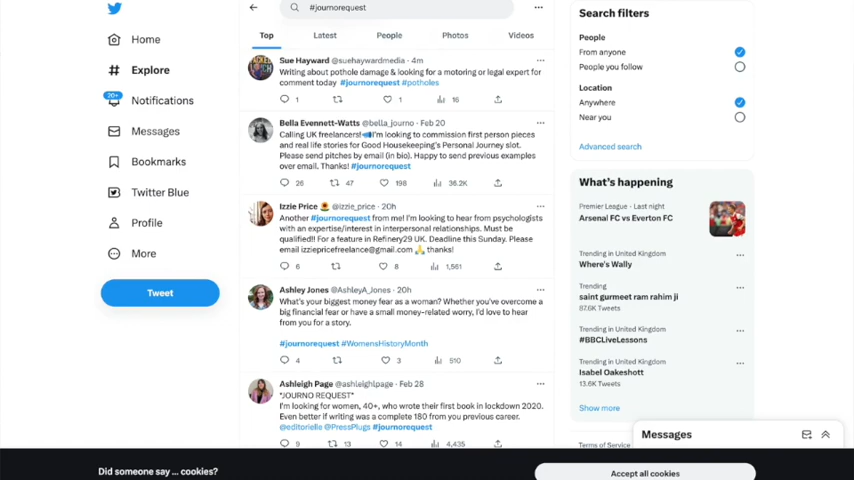 #journorequest
Top Latest People Photos Videos
Home
Explore
20+
Notifications
Messages
Bookmarks
Twitter Blue
Profile
More
Tweet
Sue Hayward @suehaywardmedia · 4m
Writing about pothole damage & looking for a motoring or legal expert for
comment today #journorequest #potholes
1 1 16
Bella Evennett-Watts @bella_journo · Feb 20
Calling UK freelancers! I'm looking to commission first person pieces
and real life stories for Good Housekeeping's Personal Journey slot.
Please send pitches by email (in bio). Happy to send previous examples
over email. Thanks! #journorequest
26 47 198 36.2K
Izzie Price @izzie_price · 20h
Another #journorequest from me! I'm looking to hear from psychologists
with an expertise/interest in interpersonal relationships. Must be
qualified!! For a feature in Refinery29 UK. Deadline this Sunday. Please
email izziepricefreelance@gmail.com 🙏 thanks!
6 8 1,561
Ashley Jones @AshleyA_Jones · 20h
What's your biggest money fear as a woman? Whether you've overcome a
big financial fear or have a small money-related worry, I'd love to hear
from you for a story.
#journorequest #WomensHistoryMonth
4 3 510
Ashleigh Page @ashleighlpage · Feb 28
*JOURNO REQUEST*
I'm looking for women, 40+, who wrote their first book in lockdown 2020.
Even better if writing was a complete 180 from you previous career.
@editorielle @PressPlugs #journorequest
9 13 14 4,435
Search filters
People
From anyone
People you follow
Location
Anywhere
Near you
Advanced search
What's happening
Premier League · Last night
Arsenal FC vs Everton FC
Trending in United Kingdom
Where's Wally
Trending
saint gurmeet ram rahim ji
87.6K Tweets
Trending in United Kingdom
#BBCLiveLessons
Trending in United Kingdom
Isabel Oakeshott
13.6K Tweets
Show more
Messages
Did someone say … cookies?
Accept all cookies